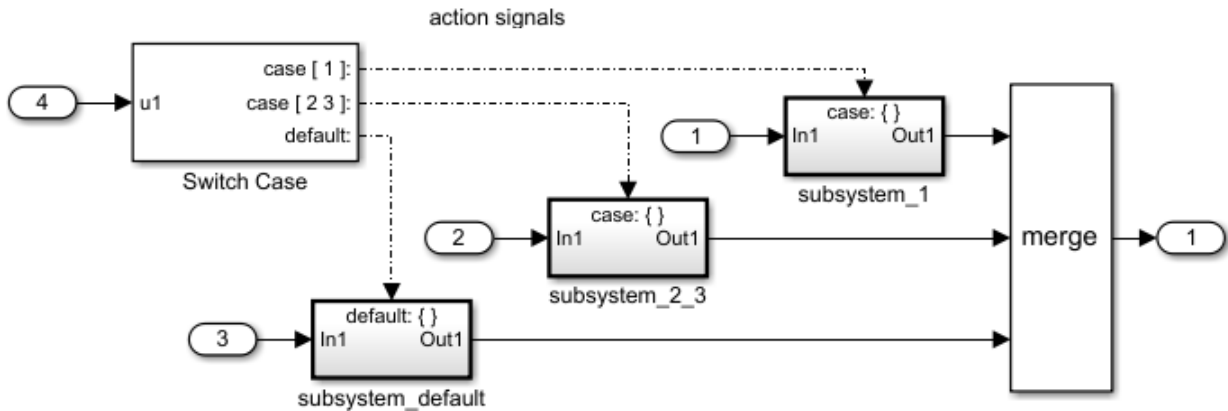 action signals
4
u1
case [ 1 ]:
case [ 2 3 ]:
default:
Switch Case
1
case: { }
In1
Out1
subsystem_1
2
case: { }
In1
Out1
subsystem_2_3
3
default: { }
In1
Out1
subsystem_default
merge
1